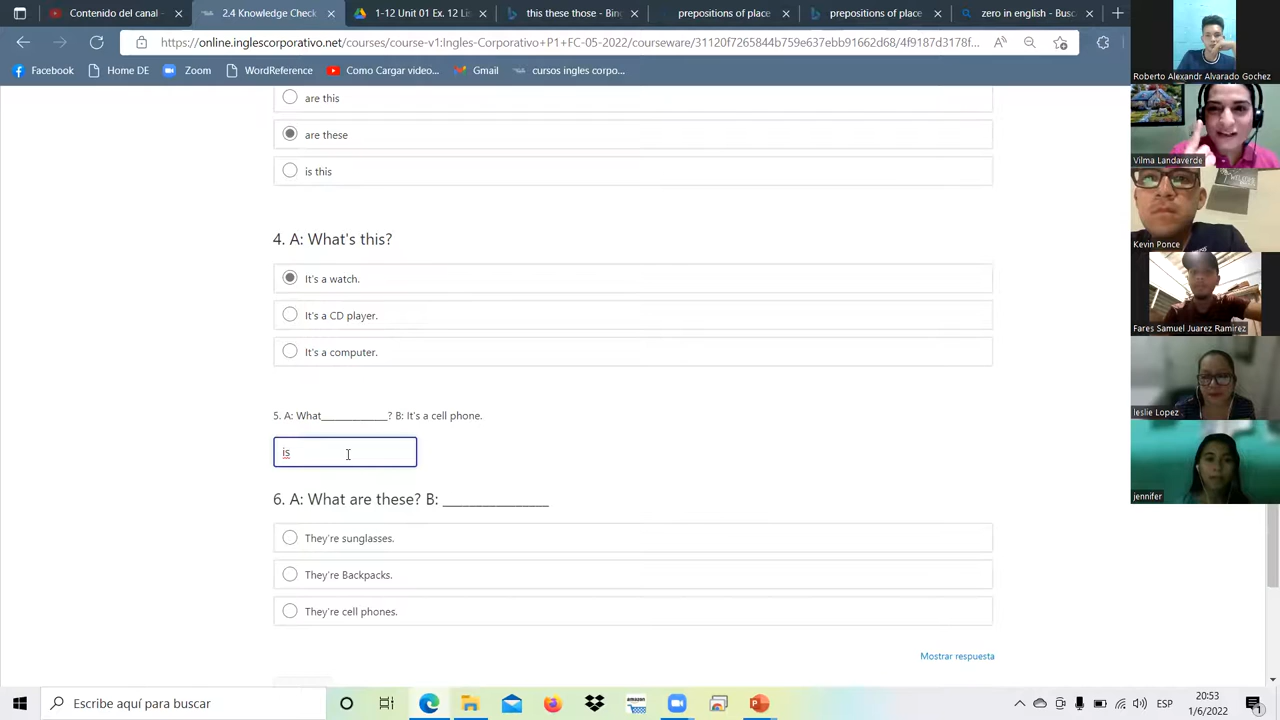 Contenido del canal -
2.4 Knowledge Check
1-12 Unit 01 Ex. 12 Lis
this these those - Bing
prepositions of place
prepositions of place
zero in english - Busc
https://online.inglescorporativo.net/courses/course-v1:Ingles-Corporativo+P1+FC-05-2022/courseware/31120f7265844b759e637ebb91662d68/4f9187d3178f...
Facebook
Home DE
Zoom
WordReference
Como Cargar video...
Gmail
cursos ingles corpo...
are this
are these
is this
4. A: What's this?
It's a watch.
It's a CD player.
It's a computer.
5. A: What____________? B: It's a cell phone.
is
6. A: What are these? B: ______________
They're sunglasses.
They're Backpacks.
They're cell phones.
Mostrar respuesta
Roberto Alexandr Alvarado Gochez
Vilma Landaverde
Kevin Ponce
Fares Samuel Juarez Ramirez
leslie Lopez
jennifer
Escribe aquí para buscar
amazon
ESP
20:53
1/6/2022
1